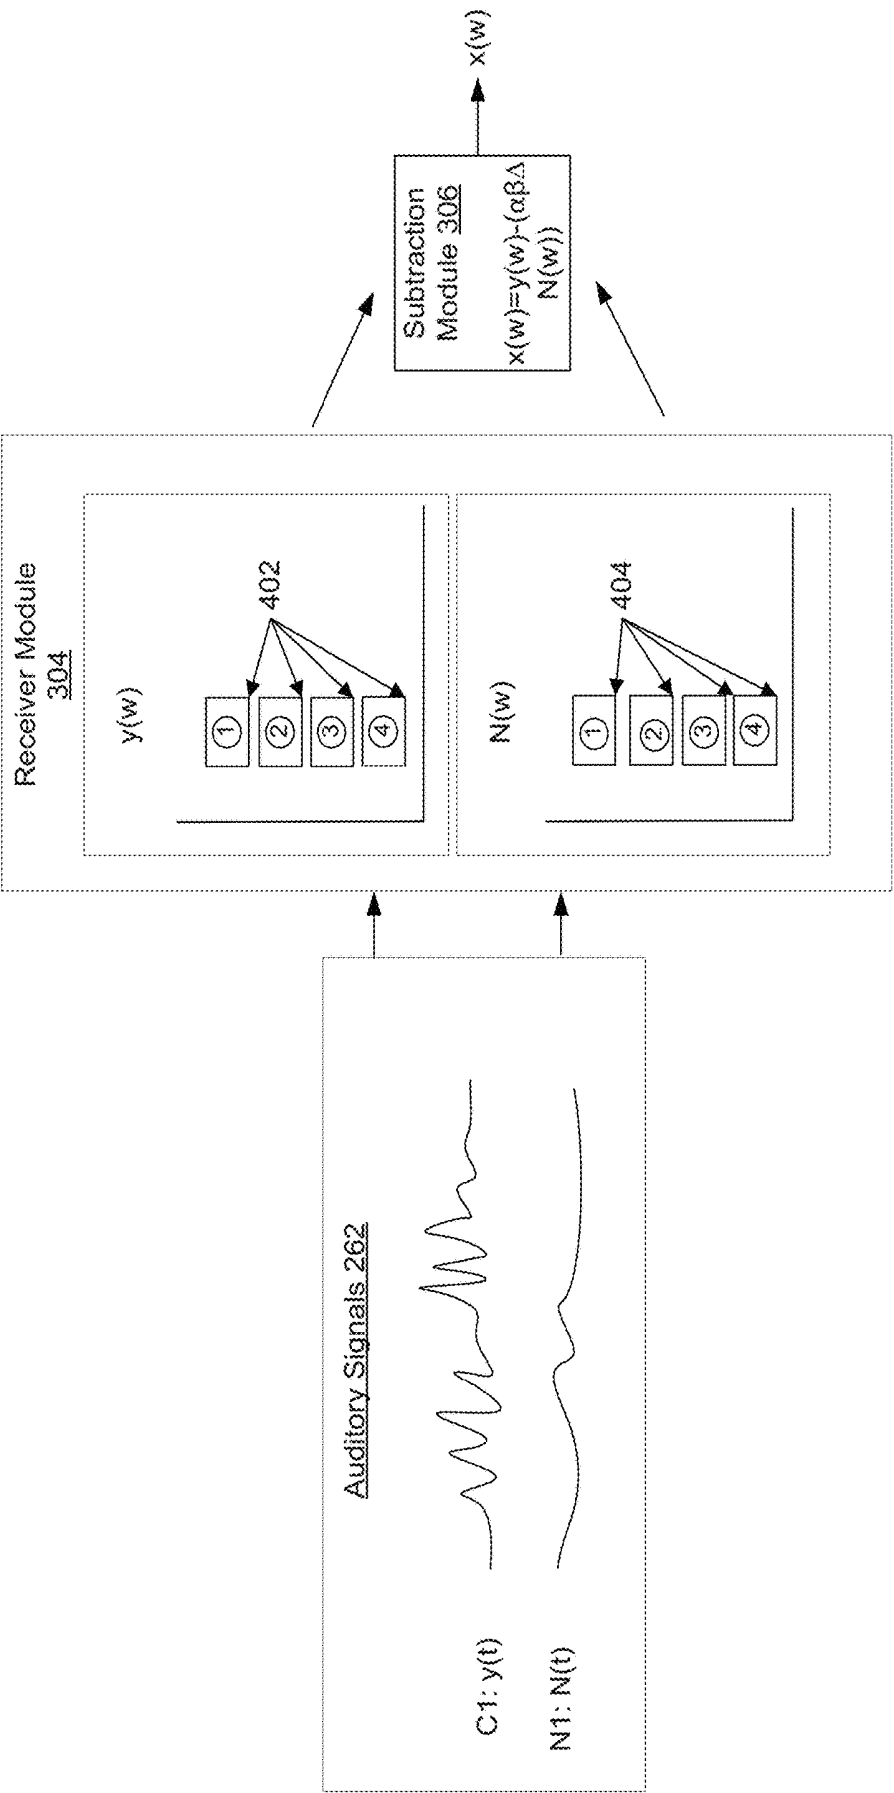 Auditory Signals 262
C1: y(t)
N1: N(t)
Receiver Module
304
y(w)
402
1
2
3
4
N(w)
404
1
2
3
4
Subtraction
Module 306
x(w)=y(w)-(αβΔ
N(w))
x(w)